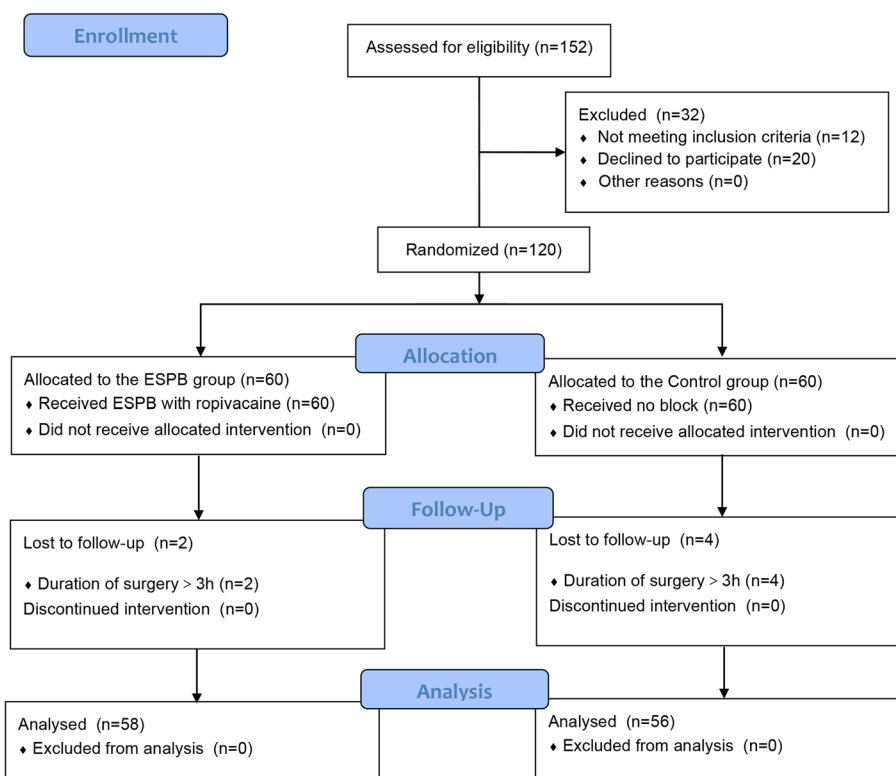 Enrollment
Assessed for eligibility (n=152)
Excluded (n=32)
♦ Not meeting inclusion criteria (n=12)
♦ Declined to participate (n=20)
♦ Other reasons (n=0)
Randomized (n=120)
Allocation
Allocated to the ESPB group (n=60)
♦ Received ESPB with ropivacaine (n=60)
♦ Did not receive allocated intervention (n=0)
Allocated to the Control group (n=60)
♦ Received no block (n=60)
♦ Did not receive allocated intervention (n=0)
Follow-Up
Lost to follow-up (n=2)
♦ Duration of surgery > 3h (n=2)
Discontinued intervention (n=0)
Lost to follow-up (n=4)
♦ Duration of surgery > 3h (n=4)
Discontinued intervention (n=0)
Analysis
Analysed (n=58)
♦ Excluded from analysis (n=0)
Analysed (n=56)
♦ Excluded from analysis (n=0)